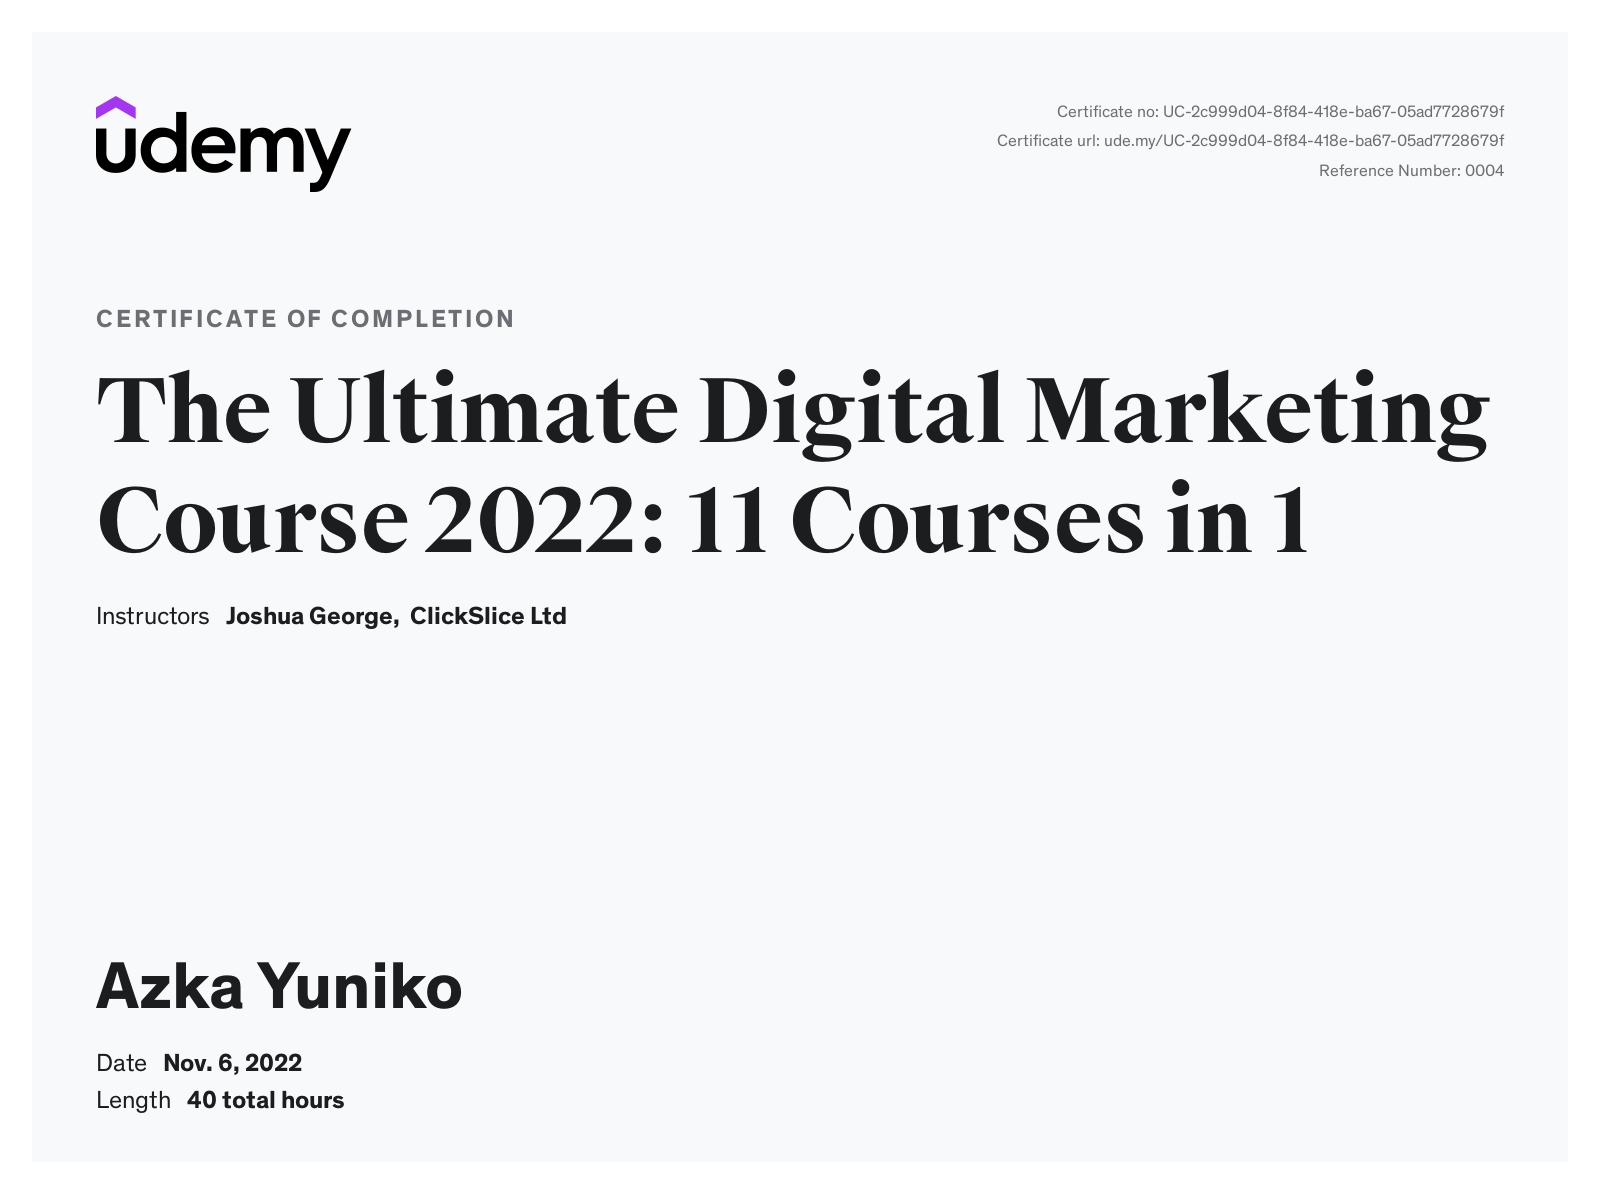 udemy
Certificate no: UC-2c999d04-8f84-418e-ba67-05ad7728679f
Certificate url: ude.my/UC-2c999d04-8f84-418e-ba67-05ad7728679f
Reference Number: 0004
CERTIFICATE OF COMPLETION
The Ultimate Digital Marketing
Course 2022: 11 Courses in 1
Instructors Joshua George, ClickSlice Ltd
Azka Yuniko
Date Nov. 6, 2022
Length 40 total hours